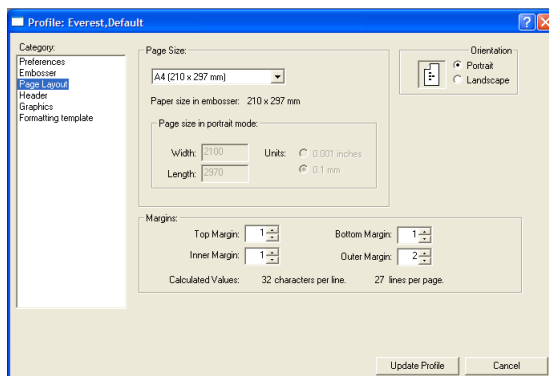 Profile: Everest,Default
Category:
Preferences
Embosser
Page Layout
Header
Graphics
Formatting template
Page Size:
A4 (210 x 297 mm)
Paper size in embosser: 210 x 297 mm
Page size in portrait mode:
Width: 2100 Units: 0.001 inches
Length: 2970 0.1 mm
Orientation
Portrait
Landscape
Margins:
Top Margin: 1 Bottom Margin: 1
Inner Margin: 1 Outer Margin: 2
Calculated Values: 32 characters per line. 27 lines per page.
Update Profile Cancel